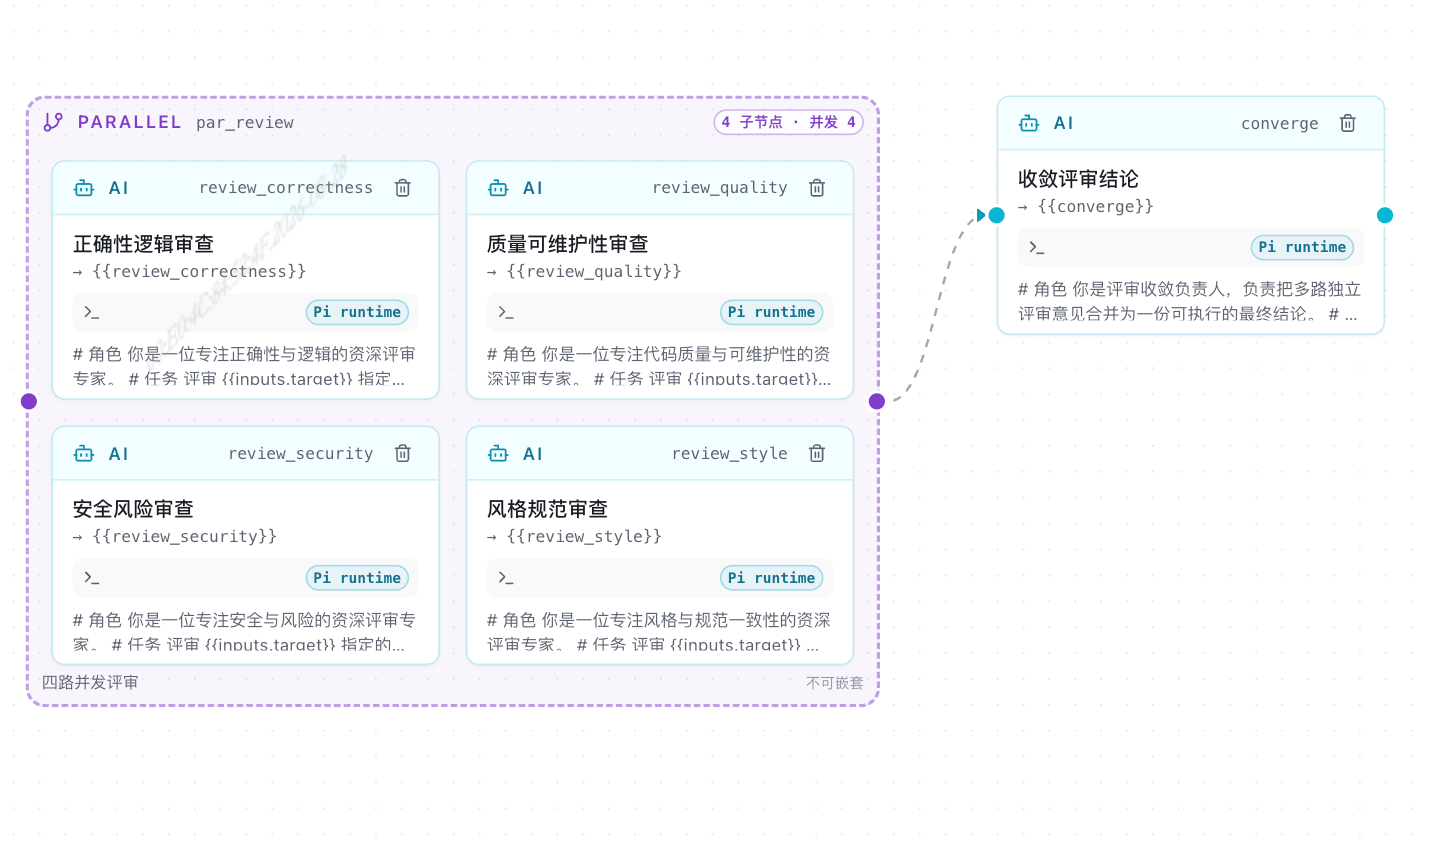 PARALLEL par_review
4 子节点 · 并发 4
AI review_correctness
正确性逻辑审查
→ {{review_correctness}}
Pi runtime
# 角色 你是一位专注正确性与逻辑的资深评审
专家。 # 任务 评审 {{inputs.target}} 指定...
AI review_quality
质量可维护性审查
→ {{review_quality}}
Pi runtime
# 角色 你是一位专注代码质量与可维护性的资
深评审专家。 # 任务 评审 {{inputs.target}}...
AI review_security
安全风险审查
→ {{review_security}}
Pi runtime
# 角色 你是一位专注安全与风险的资深评审专
家。 # 任务 评审 {{inputs.target}} 指定的...
AI review_style
风格规范审查
→ {{review_style}}
Pi runtime
# 角色 你是一位专注风格与规范一致性的资深
评审专家。 # 任务 评审 {{inputs.target}} ...
四路并发评审
不可嵌套
AI converge
收敛评审结论
→ {{converge}}
Pi runtime
# 角色 你是评审收敛负责人，负责把多路独立
评审意见合并为一份可执行的最终结论。 # ...